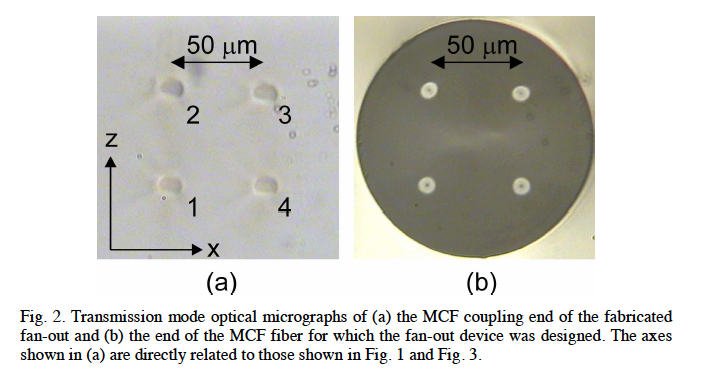 50 μm
50 μm
2
3
z
1
4
x
(a)
(b)
Fig. 2. Transmission mode optical micrographs of (a) the MCF coupling end of the fabricated
fan-out and (b) the end of the MCF fiber for which the fan-out device was designed. The axes
shown in (a) are directly related to those shown in Fig. 1 and Fig. 3.